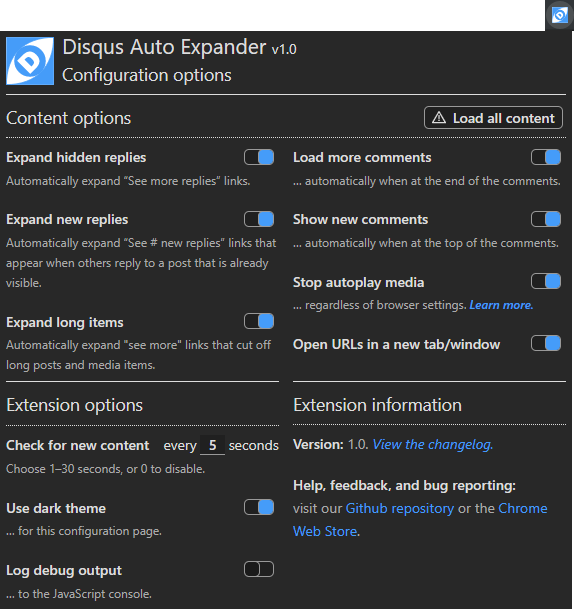 Disqus Auto Expander v1.0
Configuration options
Content options
Load all content
Expand hidden replies
Automatically expand “See more replies” links.
Expand new replies
Automatically expand “See # new replies” links that
appear when others reply to a post that is already
visible.
Expand long items
Automatically expand "see more" links that cut off
long posts and media items.
Load more comments
... automatically when at the end of the comments.
Show new comments
... automatically when at the top of the comments.
Stop autoplay media
... regardless of browser settings. Learn more.
Open URLs in a new tab/window
Extension options
Check for new content every 5 seconds
Choose 1–30 seconds, or 0 to disable.
Use dark theme
... for this configuration page.
Log debug output
... to the JavaScript console.
Extension information
Version: 1.0. View the changelog.
Help, feedback, and bug reporting:
visit our Github repository or the Chrome
Web Store.